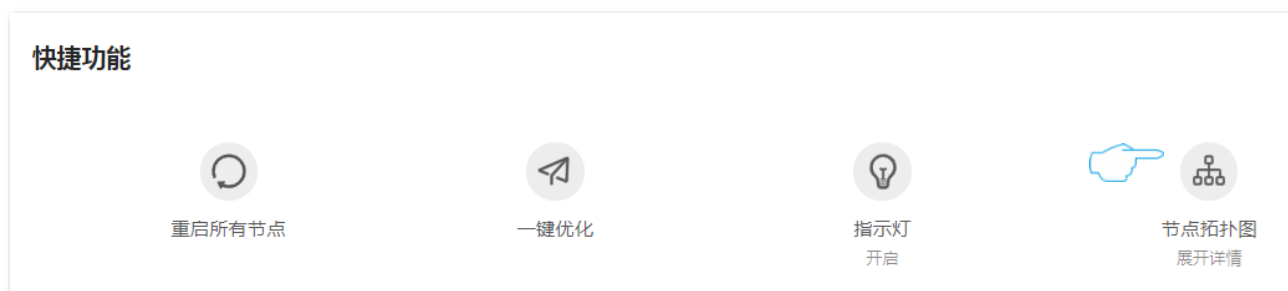 快捷功能
重启所有节点
一键优化
指示灯
节点拓扑图
开启
展开详情